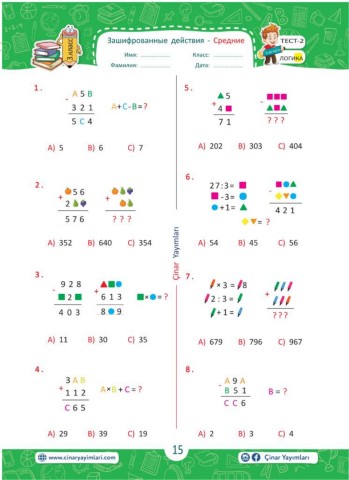 3 КЛАСС
Зашифрованные действия - Средние
Имя:
Класс:
Фамилия:
Дата:
ТЕСТ-2
ЛОГИКА
1.
A 5 B
- 3 2 1
5 C 4
A+C-B=?
A) 5 B) 6 C) 7
2.
5 6
+ 2
5 7 6
+
? ? ?
A) 352 B) 640 C) 354
3.
9 2 8
- 2
4 0 3
+ 6 1 3
8 9
× = ?
A) 11 B) 30 C) 35
4.
3 A B
+ 1 1 2
C 6 5
A×B+C=?
A) 29 B) 39 C) 19
5.
5
+ 4
7 1
-
? ? ?
A) 202 B) 303 C) 404
6.
27:3=
-3=
+1=
-
4 2 1
= ?
A) 54 B) 45 C) 56
7.
× 3 = 8
2 : 3 =
+ 1 =
+
? ? ?
A) 679 B) 796 C) 967
8.
A 9 A
- B 5 1
C C 6
B = ?
A) 2 B) 3 C) 4
Çınar Yayımları
15
www.cinaryayimlari.com
Çınar Yayımları